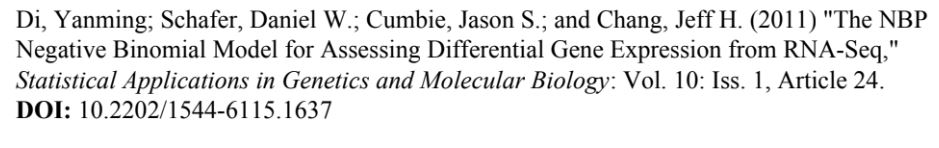 Di, Yanming; Schafer, Daniel W.; Cumbie, Jason S.; and Chang, Jeff H. (2011) "The NBP
Negative Binomial Model for Assessing Differential Gene Expression from RNA-Seq,"
Statistical Applications in Genetics and Molecular Biology: Vol. 10: Iss. 1, Article 24.
DOI: 10.2202/1544-6115.1637